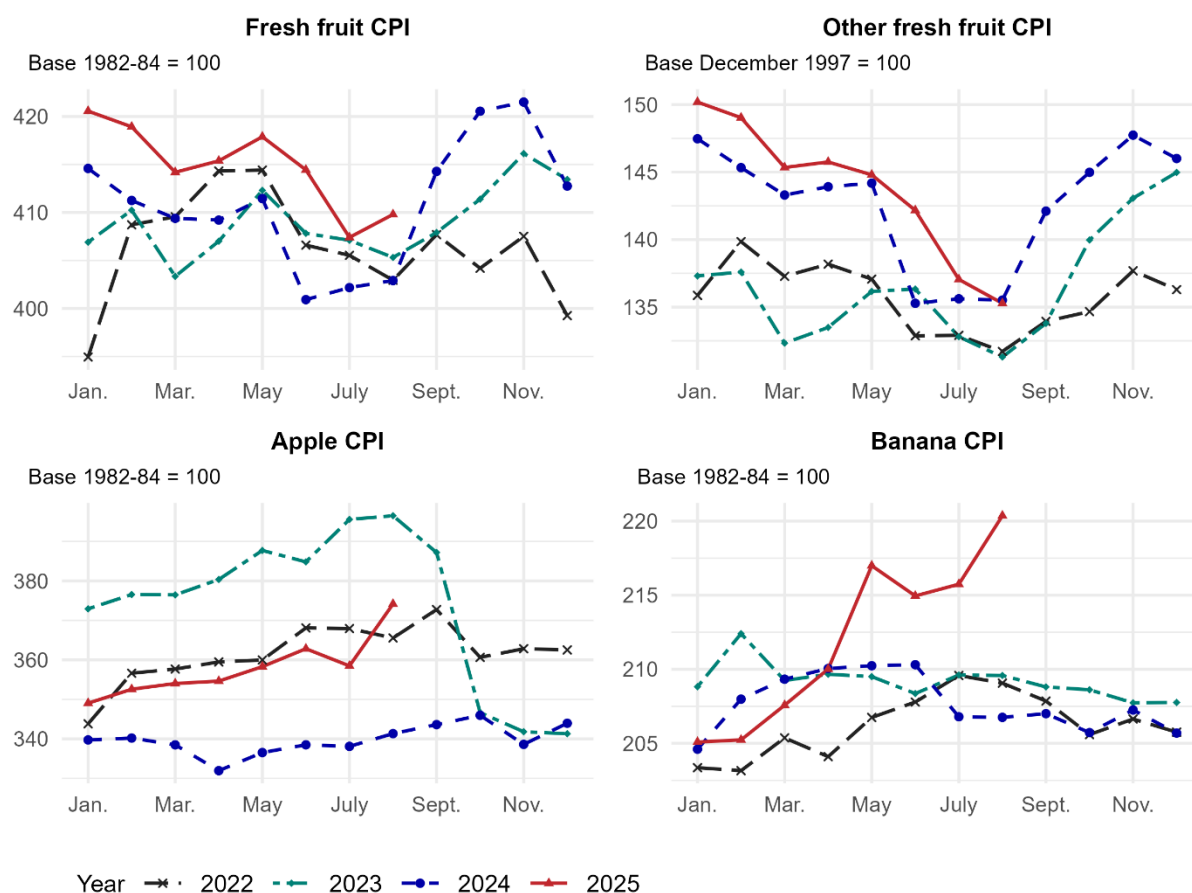 Fresh fruit CPI
Base 1982-84 = 100
420
410
400
Jan. Mar. May July Sept. Nov.
Other fresh fruit CPI
Base December 1997 = 100
150
145
140
135
Jan. Mar. May July Sept. Nov.
Apple CPI
Base 1982-84 = 100
380
360
340
Jan. Mar. May July Sept. Nov.
Banana CPI
Base 1982-84 = 100
220
215
210
205
Jan. Mar. May July Sept. Nov.
Year 2022 2023 2024 2025